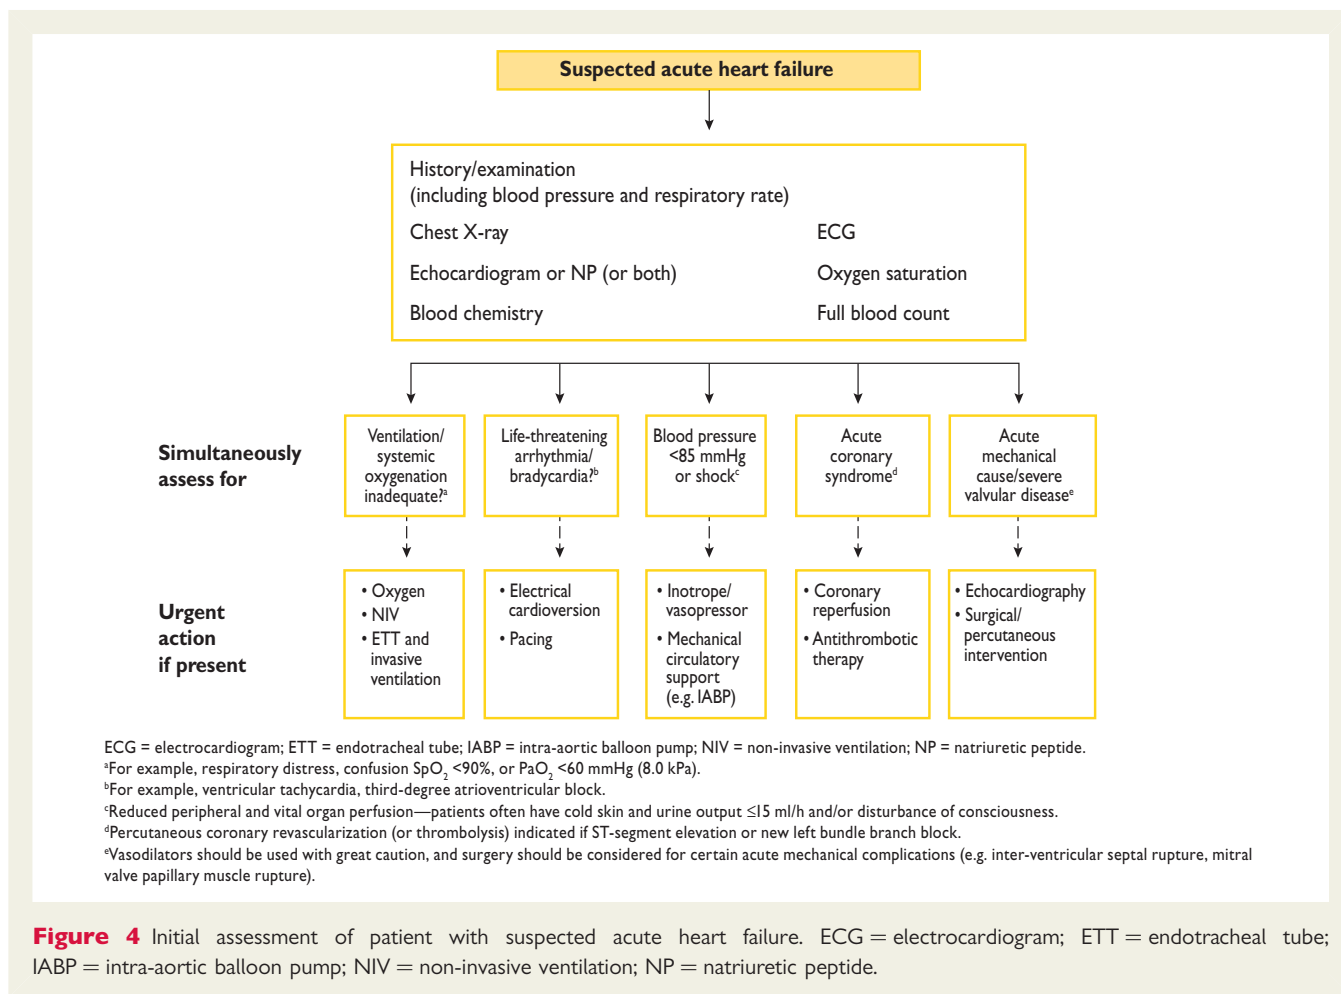 Suspected acute heart failure
History/examination
(including blood pressure and respiratory rate)
Chest X-ray
ECG
Echocardiogram or NP (or both)
Oxygen saturation
Blood chemistry
Full blood count
Simultaneously
assess for
Ventilation/
systemic
oxygenation
inadequate?ᵃ
Life-threatening
arrhythmia/
bradycardia?ᵇ
Blood pressure
<85 mmHg
or shockᶜ
Acute
coronary
syndromeᵈ
Acute
mechanical
cause/severe
valvular diseaseᵉ
Urgent
action
if present
• Oxygen
• NIV
• ETT and
invasive
ventilation
• Electrical
cardioversion
• Pacing
• Inotrope/
vasopressor
• Mechanical
circulatory
support
(e.g. IABP)
• Coronary
reperfusion
• Antithrombotic
therapy
• Echocardiography
• Surgical/
percutaneous
intervention
ECG = electrocardiogram; ETT = endotracheal tube; IABP = intra-aortic balloon pump; NIV = non-invasive ventilation; NP = natriuretic peptide.
ᵃFor example, respiratory distress, confusion SpO₂ <90%, or PaO₂ <60 mmHg (8.0 kPa).
ᵇFor example, ventricular tachycardia, third-degree atrioventricular block.
ᶜReduced peripheral and vital organ perfusion—patients often have cold skin and urine output ≤15 ml/h and/or disturbance of consciousness.
ᵈPercutaneous coronary revascularization (or thrombolysis) indicated if ST-segment elevation or new left bundle branch block.
ᵉVasodilators should be used with great caution, and surgery should be considered for certain acute mechanical complications (e.g. inter-ventricular septal rupture, mitral
valve papillary muscle rupture).
Figure 4 Initial assessment of patient with suspected acute heart failure. ECG = electrocardiogram; ETT = endotracheal tube;
IABP = intra-aortic balloon pump; NIV = non-invasive ventilation; NP = natriuretic peptide.